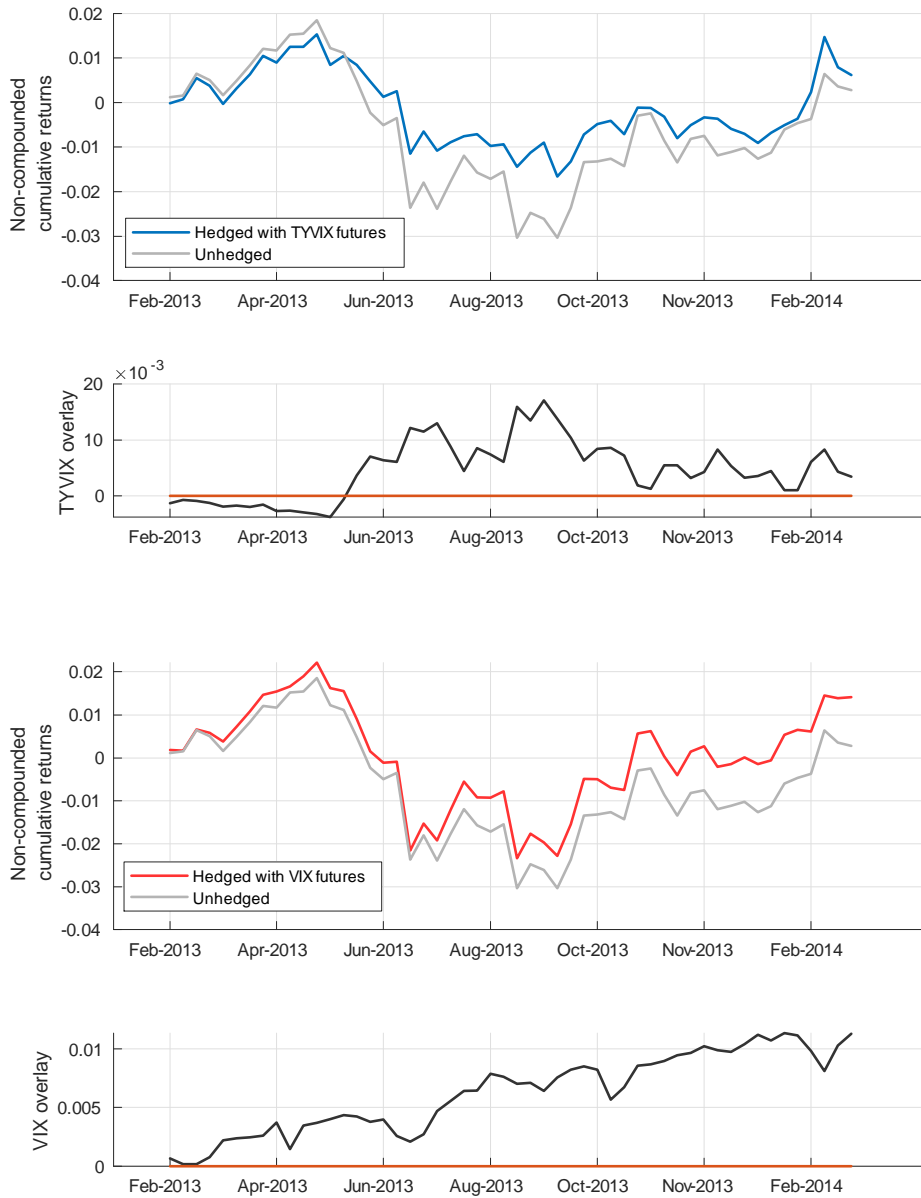 0.02
0.01
0
-0.01
-0.02
-0.03
-0.04
Non-compounded
cumulative returns
Hedged with TYVIX futures
Unhedged
Feb-2013 Apr-2013 Jun-2013 Aug-2013 Oct-2013 Nov-2013 Feb-2014
×10 -3
20
10
0
TYVIX overlay
Feb-2013 Apr-2013 Jun-2013 Aug-2013 Oct-2013 Nov-2013 Feb-2014
0.02
0.01
0
-0.01
-0.02
-0.03
-0.04
Non-compounded
cumulative returns
Hedged with VIX futures
Unhedged
Feb-2013 Apr-2013 Jun-2013 Aug-2013 Oct-2013 Nov-2013 Feb-2014
0.01
0.005
0
VIX overlay
Feb-2013 Apr-2013 Jun-2013 Aug-2013 Oct-2013 Nov-2013 Feb-2014